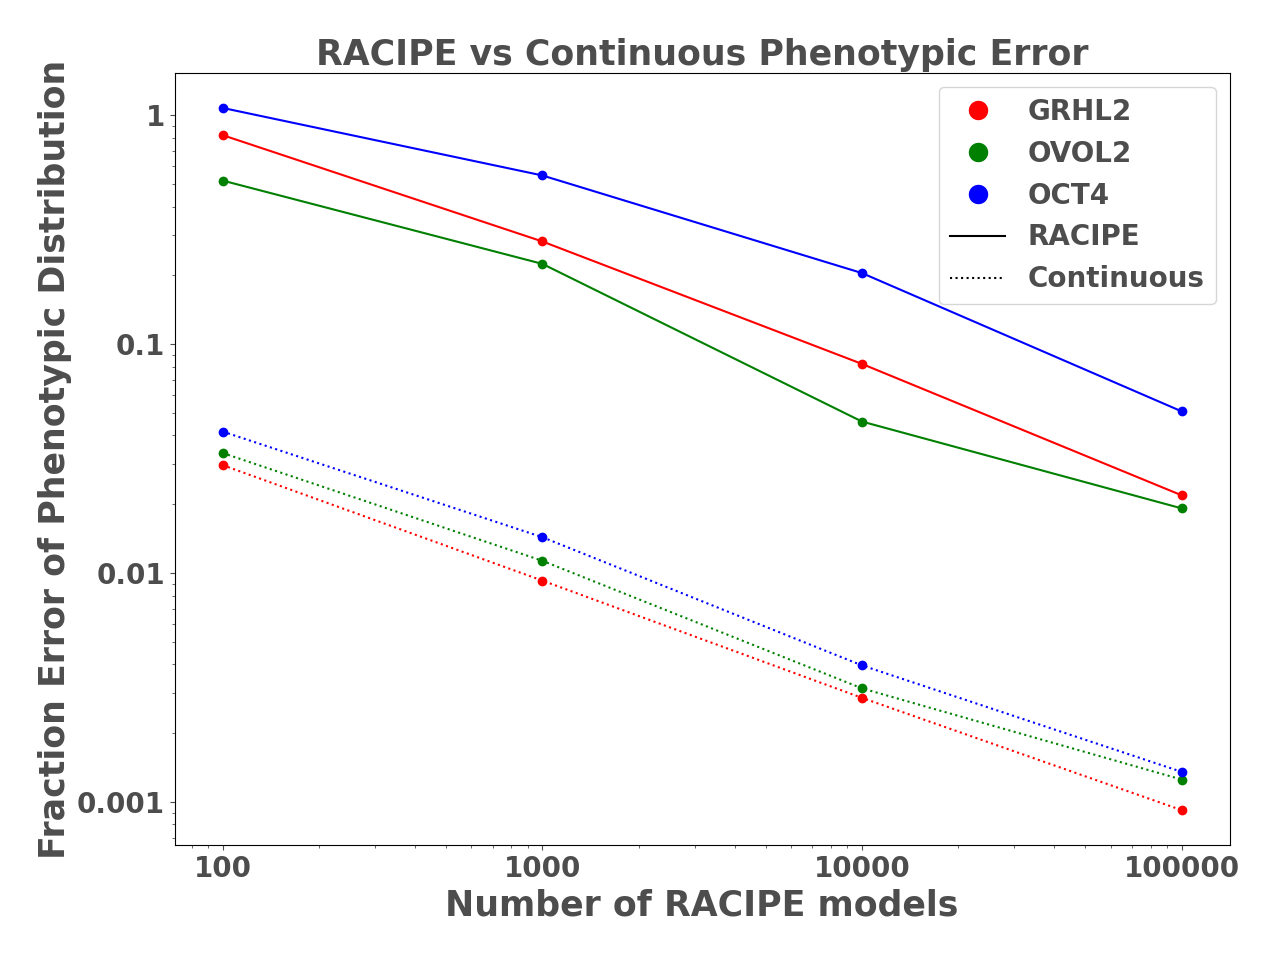 RACIPE vs Continuous Phenotypic Error
Fraction Error of Phenotypic Distribution
1
0.1
0.01
0.001
GRHL2
OVOL2
OCT4
RACIPE
Continuous
100
1000
10000
100000
Number of RACIPE models